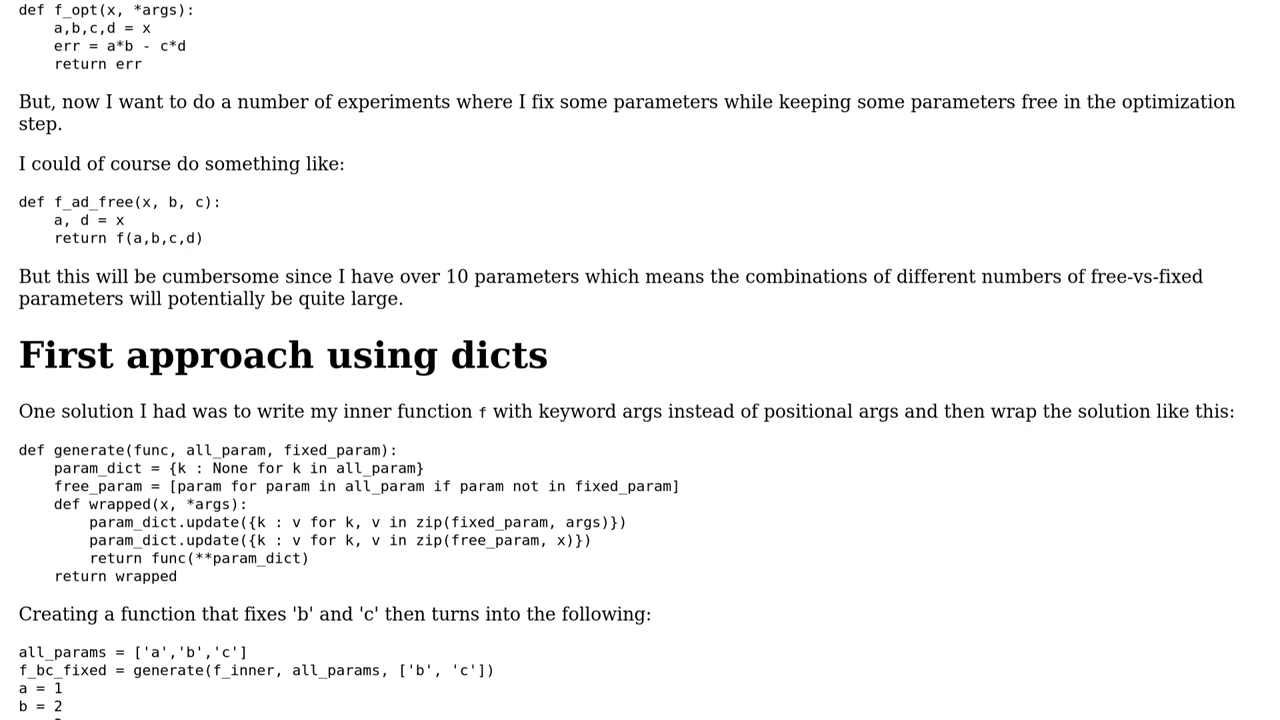 def f_opt(x, *args):
    a,b,c,d = x
    err = a*b - c*d
    return err
But, now I want to do a number of experiments where I fix some parameters while keeping some parameters free in the optimization
step.
I could of course do something like:
def f_ad_free(x, b, c):
    a, d = x
    return f(a,b,c,d)
But this will be cumbersome since I have over 10 parameters which means the combinations of different numbers of free-vs-fixed
parameters will potentially be quite large.
First approach using dicts
One solution I had was to write my inner function f with keyword args instead of positional args and then wrap the solution like this:
def generate(func, all_param, fixed_param):
    param_dict = {k : None for k in all_param}
    free_param = [param for param in all_param if param not in fixed_param]
    def wrapped(x, *args):
        param_dict.update({k : v for k, v in zip(fixed_param, args)})
        param_dict.update({k : v for k, v in zip(free_param, x)})
        return func(**param_dict)
    return wrapped
Creating a function that fixes 'b' and 'c' then turns into the following:
all_params = ['a','b','c']
f_bc_fixed = generate(f_inner, all_params, ['b', 'c'])
a = 1
b = 2